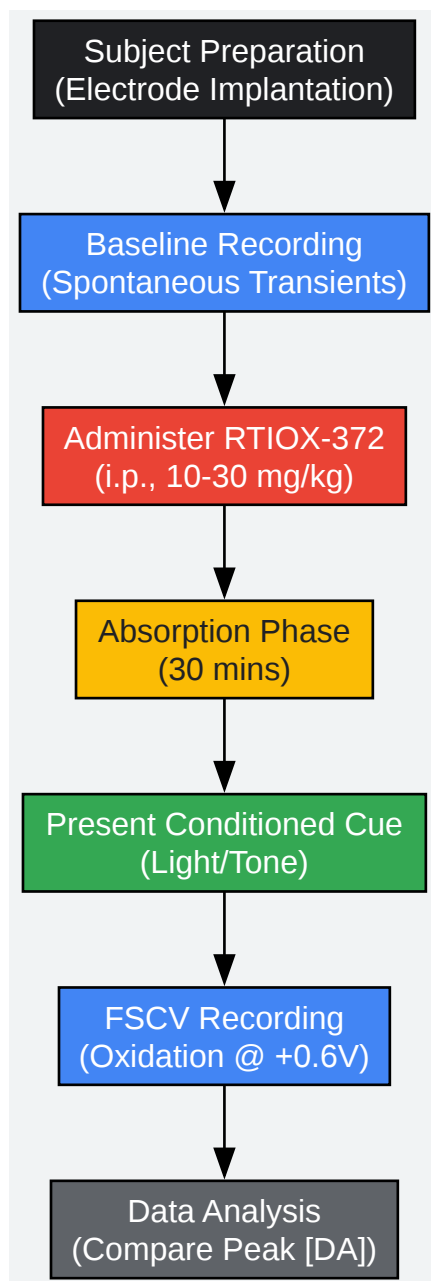 Subject Preparation
(Electrode Implantation)
Baseline Recording
(Spontaneous Transients)
Administer RTIOX-372
(i.p., 10-30 mg/kg)
Absorption Phase
(30 mins)
Present Conditioned Cue
(Light/Tone)
FSCV Recording
(Oxidation @ +0.6V)
Data Analysis
(Compare Peak [DA])